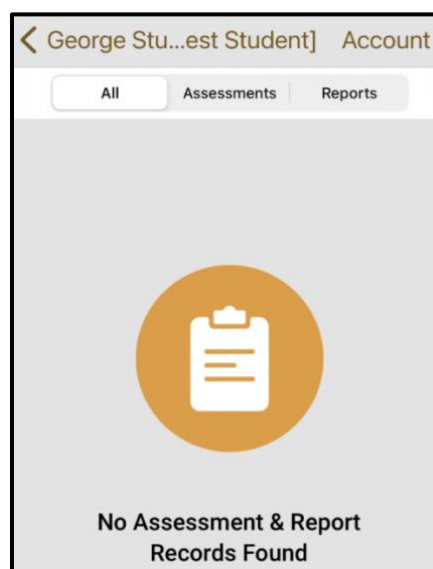 George Stu...est Student] Account
All Assessments Reports
No Assessment & Report
Records Found